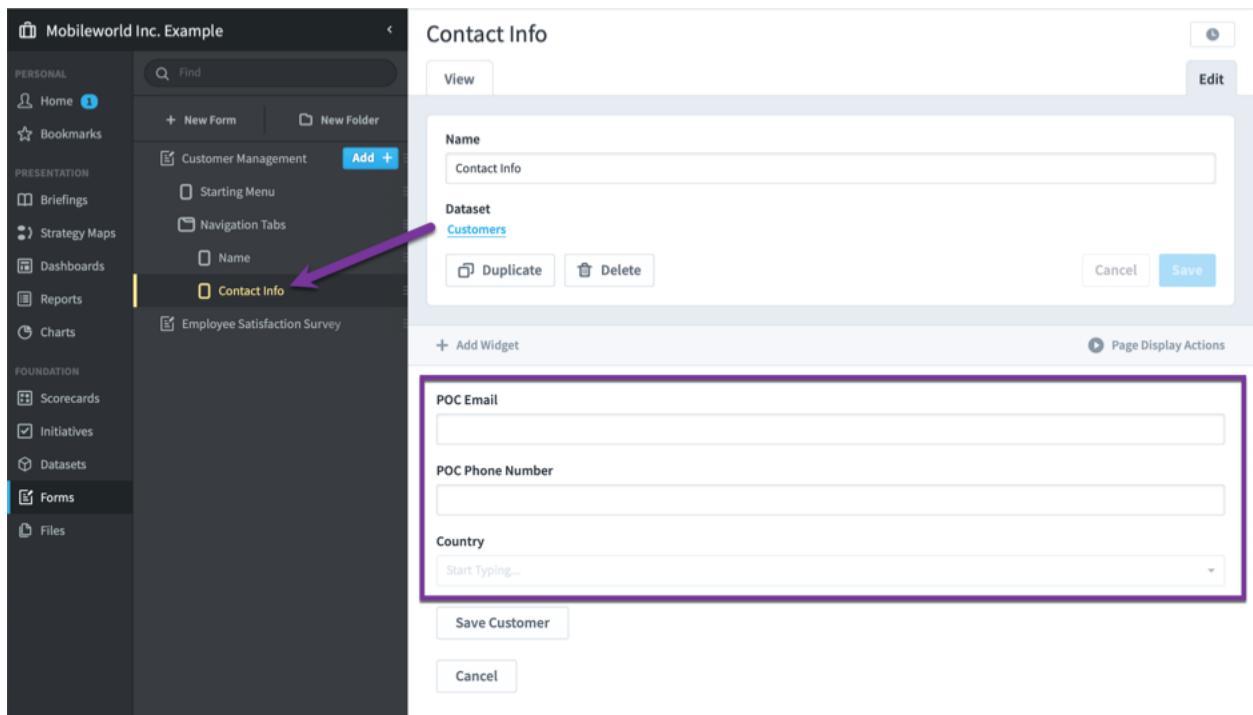 Mobileworld Inc. Example
PERSONAL
Home 1
Bookmarks
PRESENTATION
Briefings
Strategy Maps
Dashboards
Reports
Charts
FOUNDATION
Scorecards
Initiatives
Datasets
Forms
Files
Find
+ New Form
New Folder
Customer Management
Add +
Starting Menu
Navigation Tabs
Name
Contact Info
Employee Satisfaction Survey
Contact Info
View
Edit
Name
Contact Info
Dataset
Customers
Duplicate
Delete
Cancel
Save
+ Add Widget
Page Display Actions
POC Email
POC Phone Number
Country
Start Typing...
Save Customer
Cancel